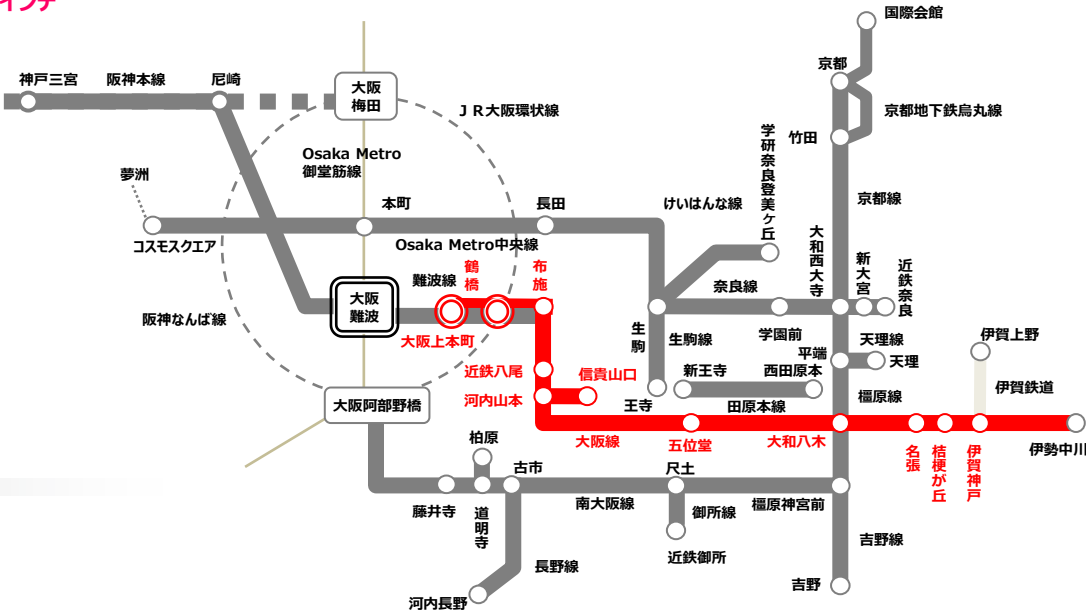 インチ
国際会館
京都
神戸三宮
阪神本線
尼崎
大阪
梅田
ＪＲ大阪環状線
京都地下鉄烏丸線
竹田
学研奈良登美ヶ丘
Osaka Metro
御堂筋線
夢洲
本町
長田
けいはんな線
京都線
コスモスクエア
Osaka Metro中央線
大和西大寺
新大宮
近鉄奈良
鶴橋
難波線
布施
奈良線
大阪
難波
阪神なんば線
大阪上本町
生駒
生駒線
学園前
天理線
伊賀上野
平端
天理
近鉄八尾
信貴山口
新王寺
西田原本
伊賀鉄道
河内山本
橿原線
大阪阿部野橋
王寺
田原本線
大阪線
五位堂
大和八木
名張
桔梗が丘
伊賀神戸
伊勢中川
柏原
古市
尺土
藤井寺
道明寺
南大阪線
御所線
橿原神宮前
近鉄御所
吉野線
長野線
吉野
河内長野